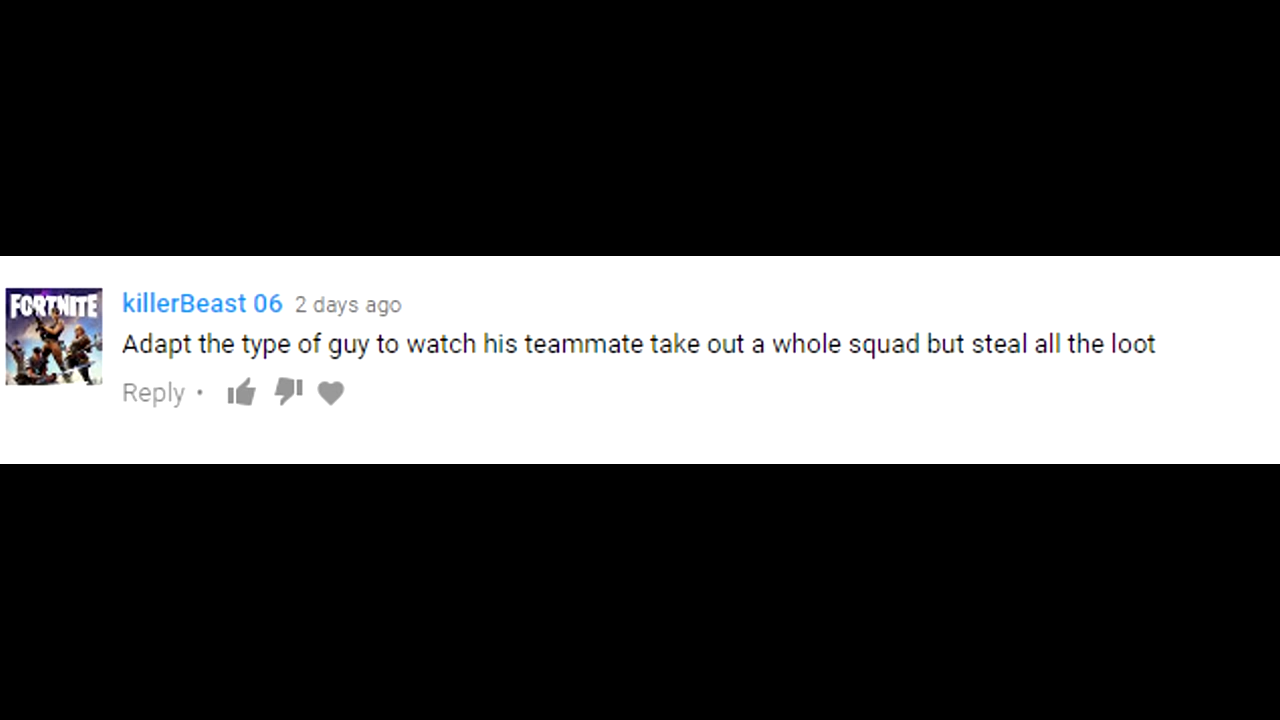 FORTNITE
killerBeast 06 2 days ago
Adapt the type of guy to watch his teammate take out a whole squad but steal all the loot
Reply •